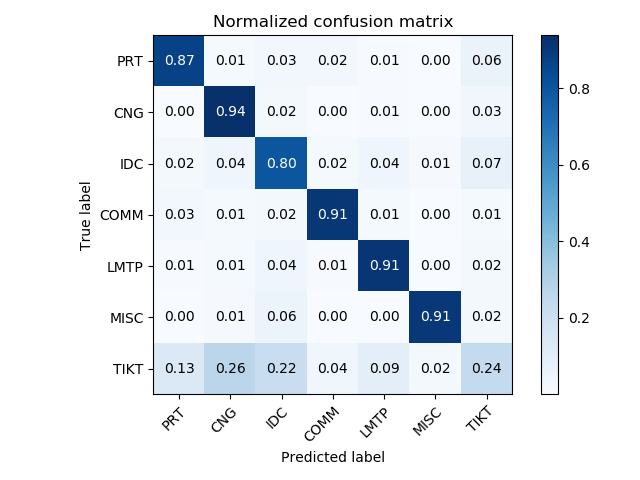 Normalized confusion matrix
PRT 0.87 0.01 0.03 0.02 0.01 0.00 0.06
CNG 0.00 0.94 0.02 0.00 0.01 0.00 0.03
IDC 0.02 0.04 0.80 0.02 0.04 0.01 0.07
COMM 0.03 0.01 0.02 0.91 0.01 0.00 0.01
LMTP 0.01 0.01 0.04 0.01 0.91 0.00 0.02
MISC 0.00 0.01 0.06 0.00 0.00 0.91 0.02
TIKT 0.13 0.26 0.22 0.04 0.09 0.02 0.24
PRT CNG IDC COMM LMTP MISC TIKT
Predicted label
True label
0.8
0.6
0.4
0.2